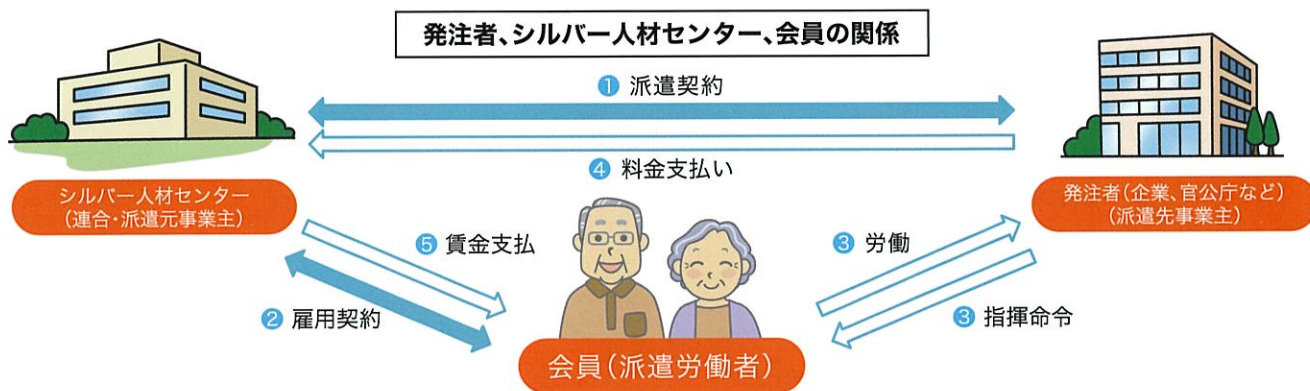 発注者、シルバー人材センター、会員の関係
❶ 派遣契約
❹ 料金支払い
シルバー人材センター
(連合・派遣元事業主)
発注者(企業、官公庁など)
(派遣先事業主)
❺ 賃金支払
❸ 労働
❷ 雇用契約
❸ 指揮命令
会員(派遣労働者)